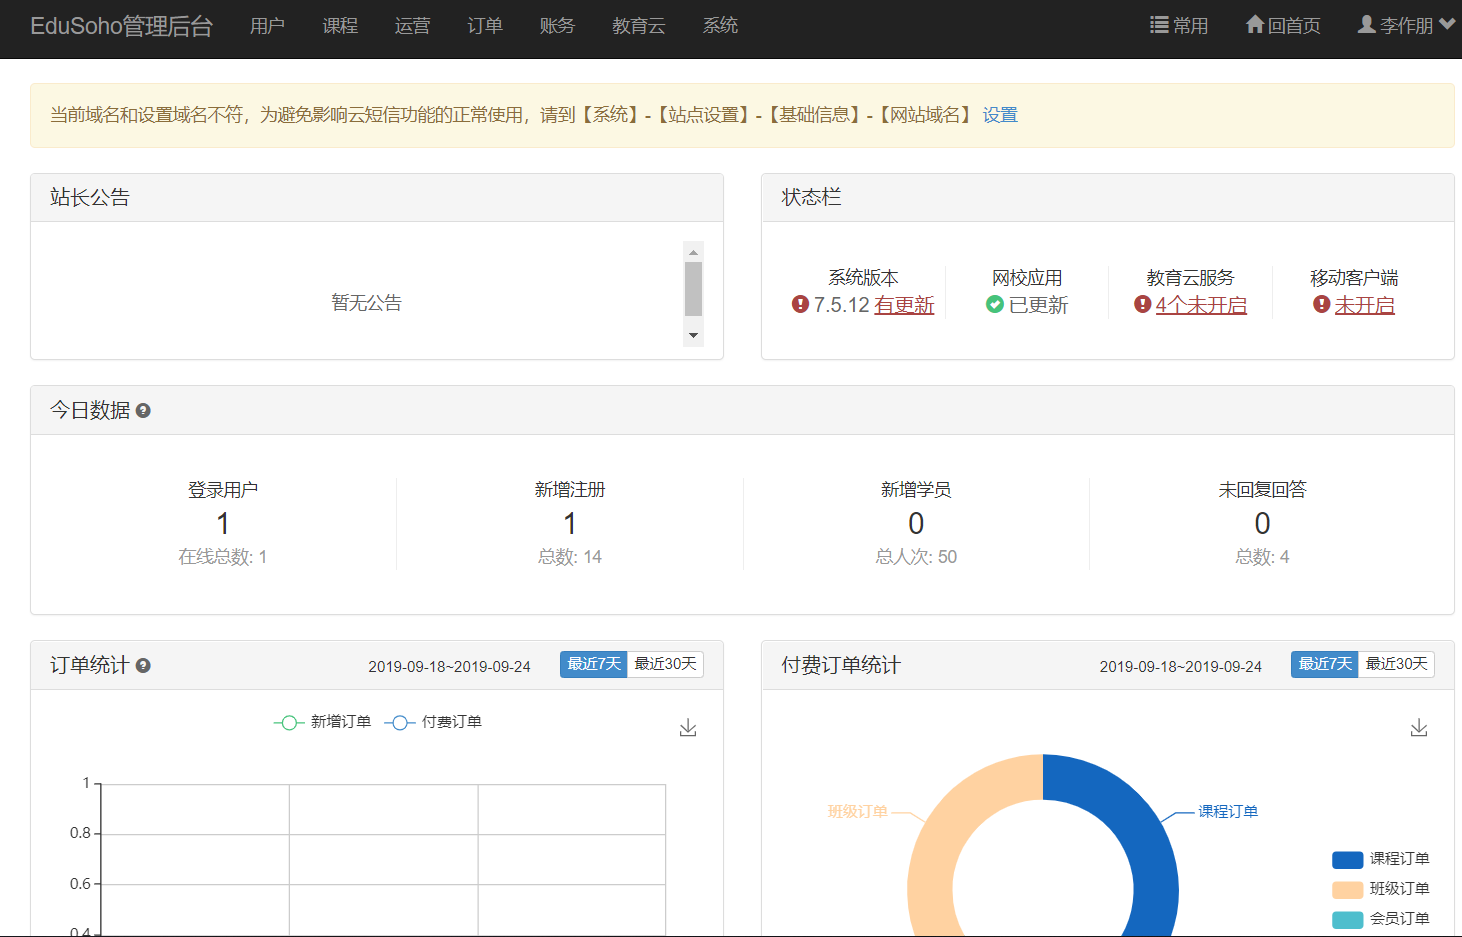 EduSoho管理后台 用户 课程 运营 订单 账务 教育云 系统 常用 回首页 李作朋
当前域名和设置域名不符，为避免影响云短信功能的正常使用，请到【系统】-【站点设置】-【基础信息】-【网站域名】 设置
站长公告
暂无公告
状态栏
系统版本 网校应用 教育云服务 移动客户端
7.5.12 有更新 已更新 4个未开启 未开启
今日数据
登录用户 新增注册 新增学员 未回复回答
1 1 0 0
在线总数: 1 总数: 14 总人次: 50 总数: 4
订单统计 2019-09-18~2019-09-24 最近7天 最近30天
新增订单 付费订单
1
0.8
0.6
0.4
付费订单统计 2019-09-18~2019-09-24 最近7天 最近30天
班级订单 课程订单
课程订单
班级订单
会员订单